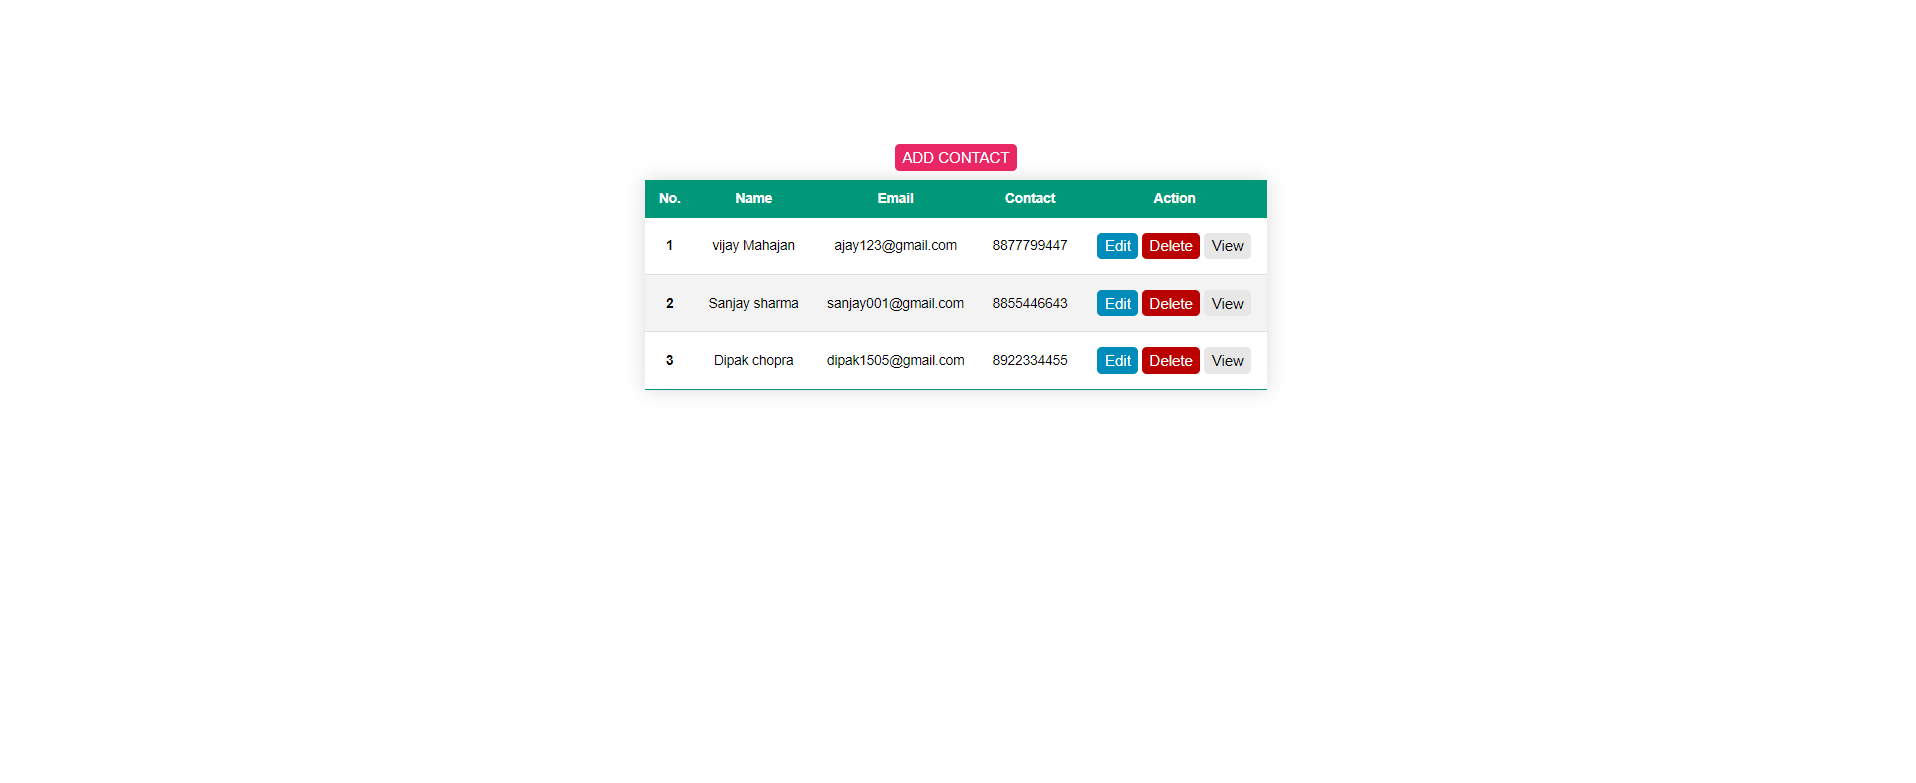 ADD CONTACT
No. Name Email Contact Action
1 vijay Mahajan ajay123@gmail.com 8877799447 Edit Delete View
2 Sanjay sharma sanjay001@gmail.com 8855446643 Edit Delete View
3 Dipak chopra dipak1505@gmail.com 8922334455 Edit Delete View